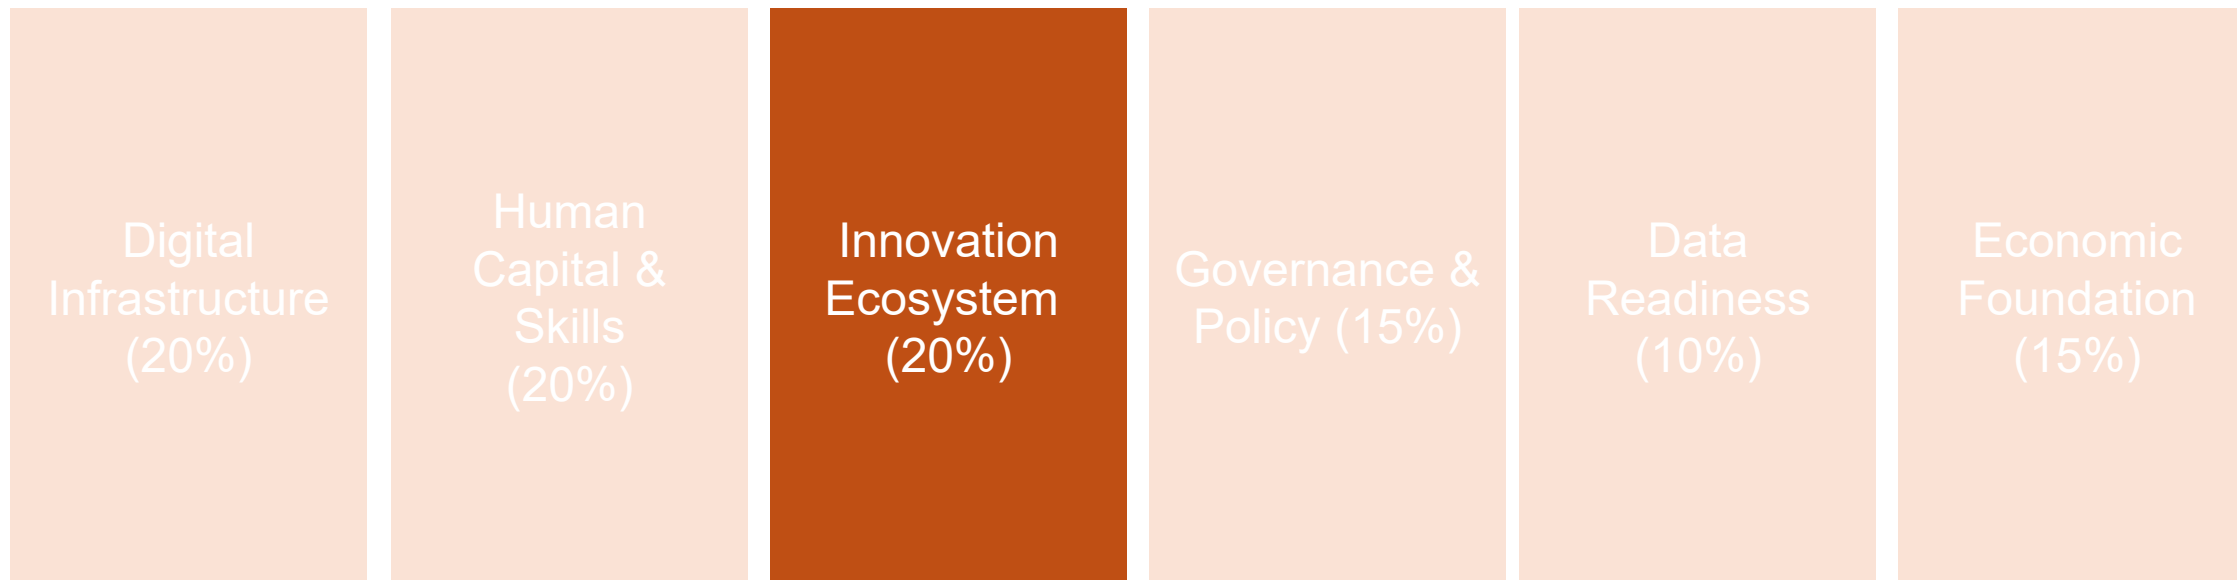 Digital
Infrastructure
(20%)
Human
Capital &
Skills
(20%)
Innovation
Ecosystem
(20%)
Governance &
Policy (15%)
Data
Readiness
(10%)
Economic
Foundation
(15%)